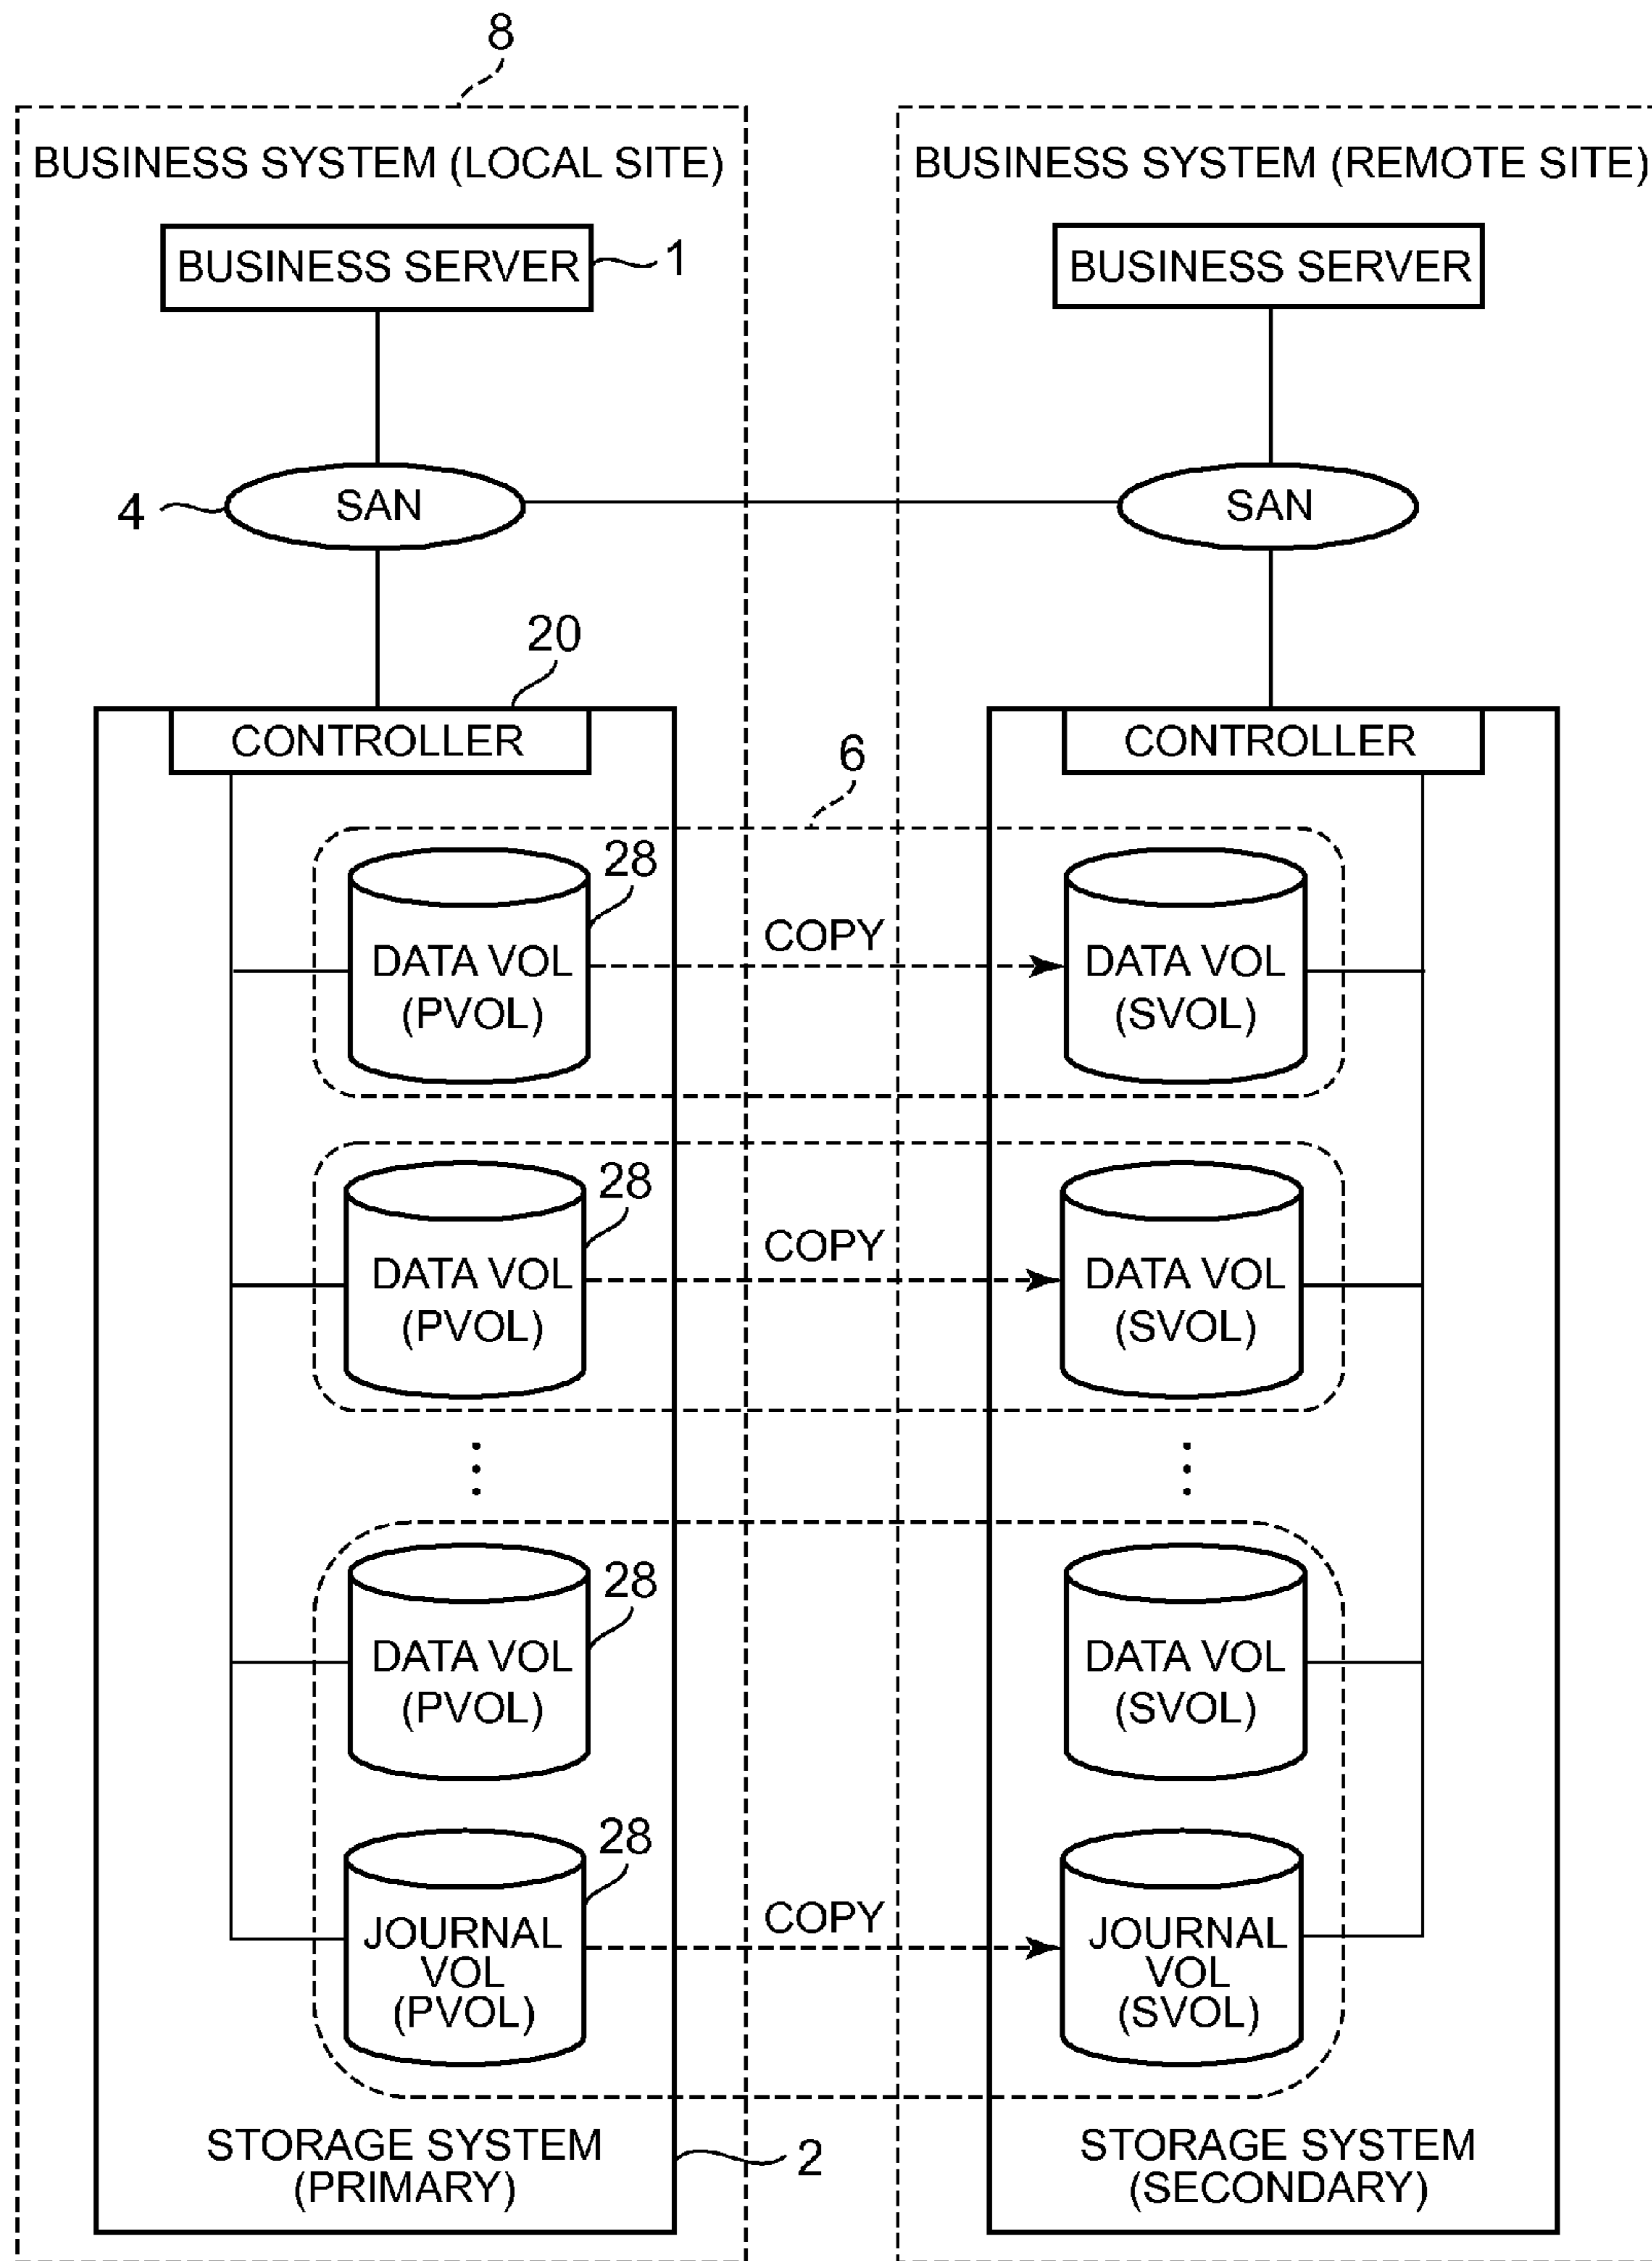 8
BUSINESS SYSTEM (LOCAL SITE)
BUSINESS SYSTEM (REMOTE SITE)
BUSINESS SERVER
1
BUSINESS SERVER
4
SAN
SAN
20
CONTROLLER
6
CONTROLLER
28
DATA VOL
(PVOL)
COPY
DATA VOL
(SVOL)
28
DATA VOL
(PVOL)
COPY
DATA VOL
(SVOL)
28
DATA VOL
(PVOL)
DATA VOL
(SVOL)
28
JOURNAL
VOL
(PVOL)
COPY
JOURNAL
VOL
(SVOL)
STORAGE SYSTEM
(PRIMARY)
2
STORAGE SYSTEM
(SECONDARY)